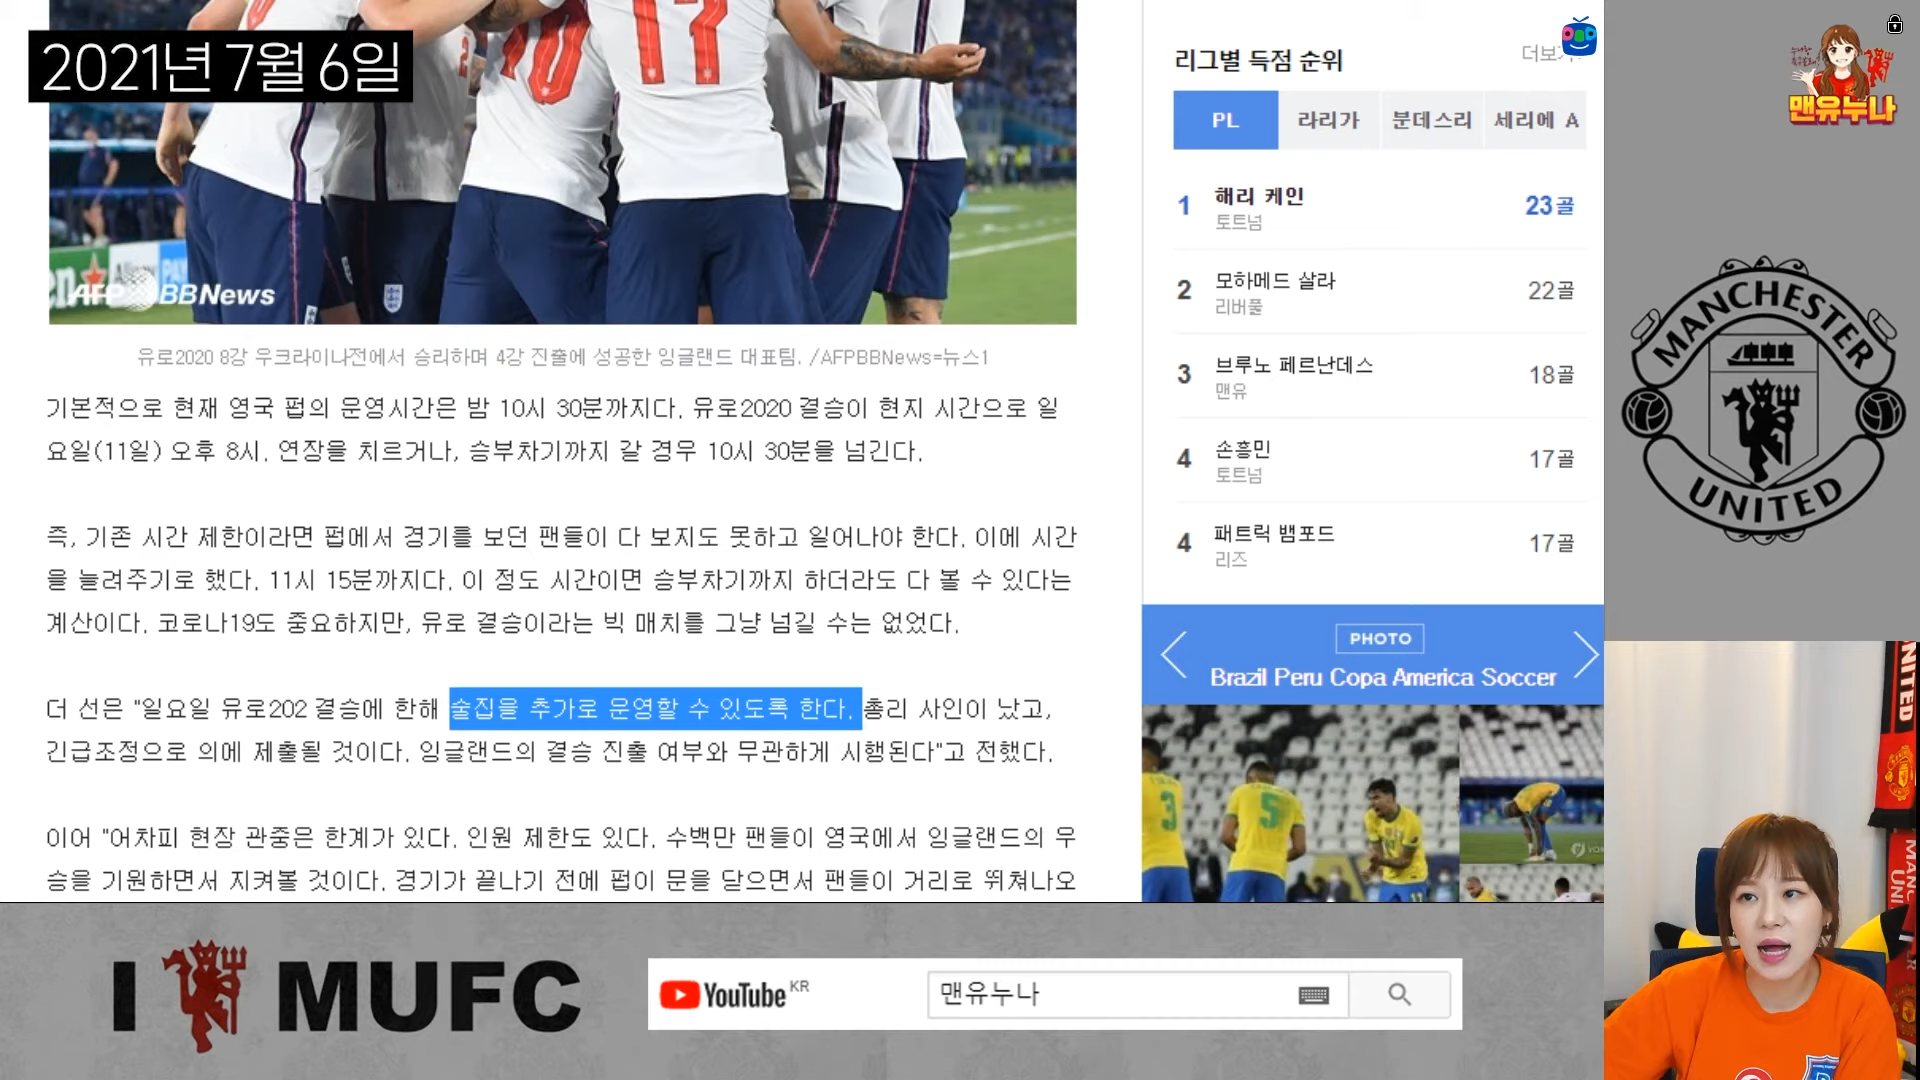 2021년 7월 6일
10
17
AFP BBNews
유로2020 8강 우크라이나전에서 승리하며 4강 진출에 성공한 잉글랜드 대표팀. /AFPBBNews=뉴스1
기본적으로 현재 영국 펍의 운영시간은 밤 10시 30분까지다. 유로2020 결승이 현지 시간으로 일
요일(11일) 오후 8시. 연장을 치르거나, 승부차기까지 갈 경우 10시 30분을 넘긴다.
즉, 기존 시간 제한이라면 펍에서 경기를 보던 팬들이 다 보지도 못하고 일어나야 한다. 이에 시간
을 늘려주기로 했다. 11시 15분까지다. 이 정도 시간이면 승부차기까지 하더라도 다 볼 수 있다는
계산이다. 코로나19도 중요하지만, 유로 결승이라는 빅 매치를 그냥 넘길 수는 없었다.
더 선은 "일요일 유로202 결승에 한해 술집을 추가로 운영할 수 있도록 한다. 총리 사인이 났고,
긴급조정으로 의에 제출될 것이다. 잉글랜드의 결승 진출 여부와 무관하게 시행된다"고 전했다.
이어 "어차피 현장 관중은 한계가 있다. 인원 제한도 있다. 수백만 팬들이 영국에서 잉글랜드의 우
승을 기원하면서 지켜볼 것이다. 경기가 끝나기 전에 펍이 문을 닫으면서 팬들이 거리로 뛰쳐나오
리그별 득점 순위
더보기
PL 라리가 분데스리 세리에 A
1 해리 케인 23골
토트넘
2 모하메드 살라 22골
리버풀
3 브루노 페르난데스 18골
맨유
4 손흥민 17골
토트넘
4 패트릭 뱀포드 17골
리즈
PHOTO
Brazil Peru Copa America Soccer
3
5
맨유누나
MANCHESTER
UNITED
I MUFC
YouTube KR
맨유누나